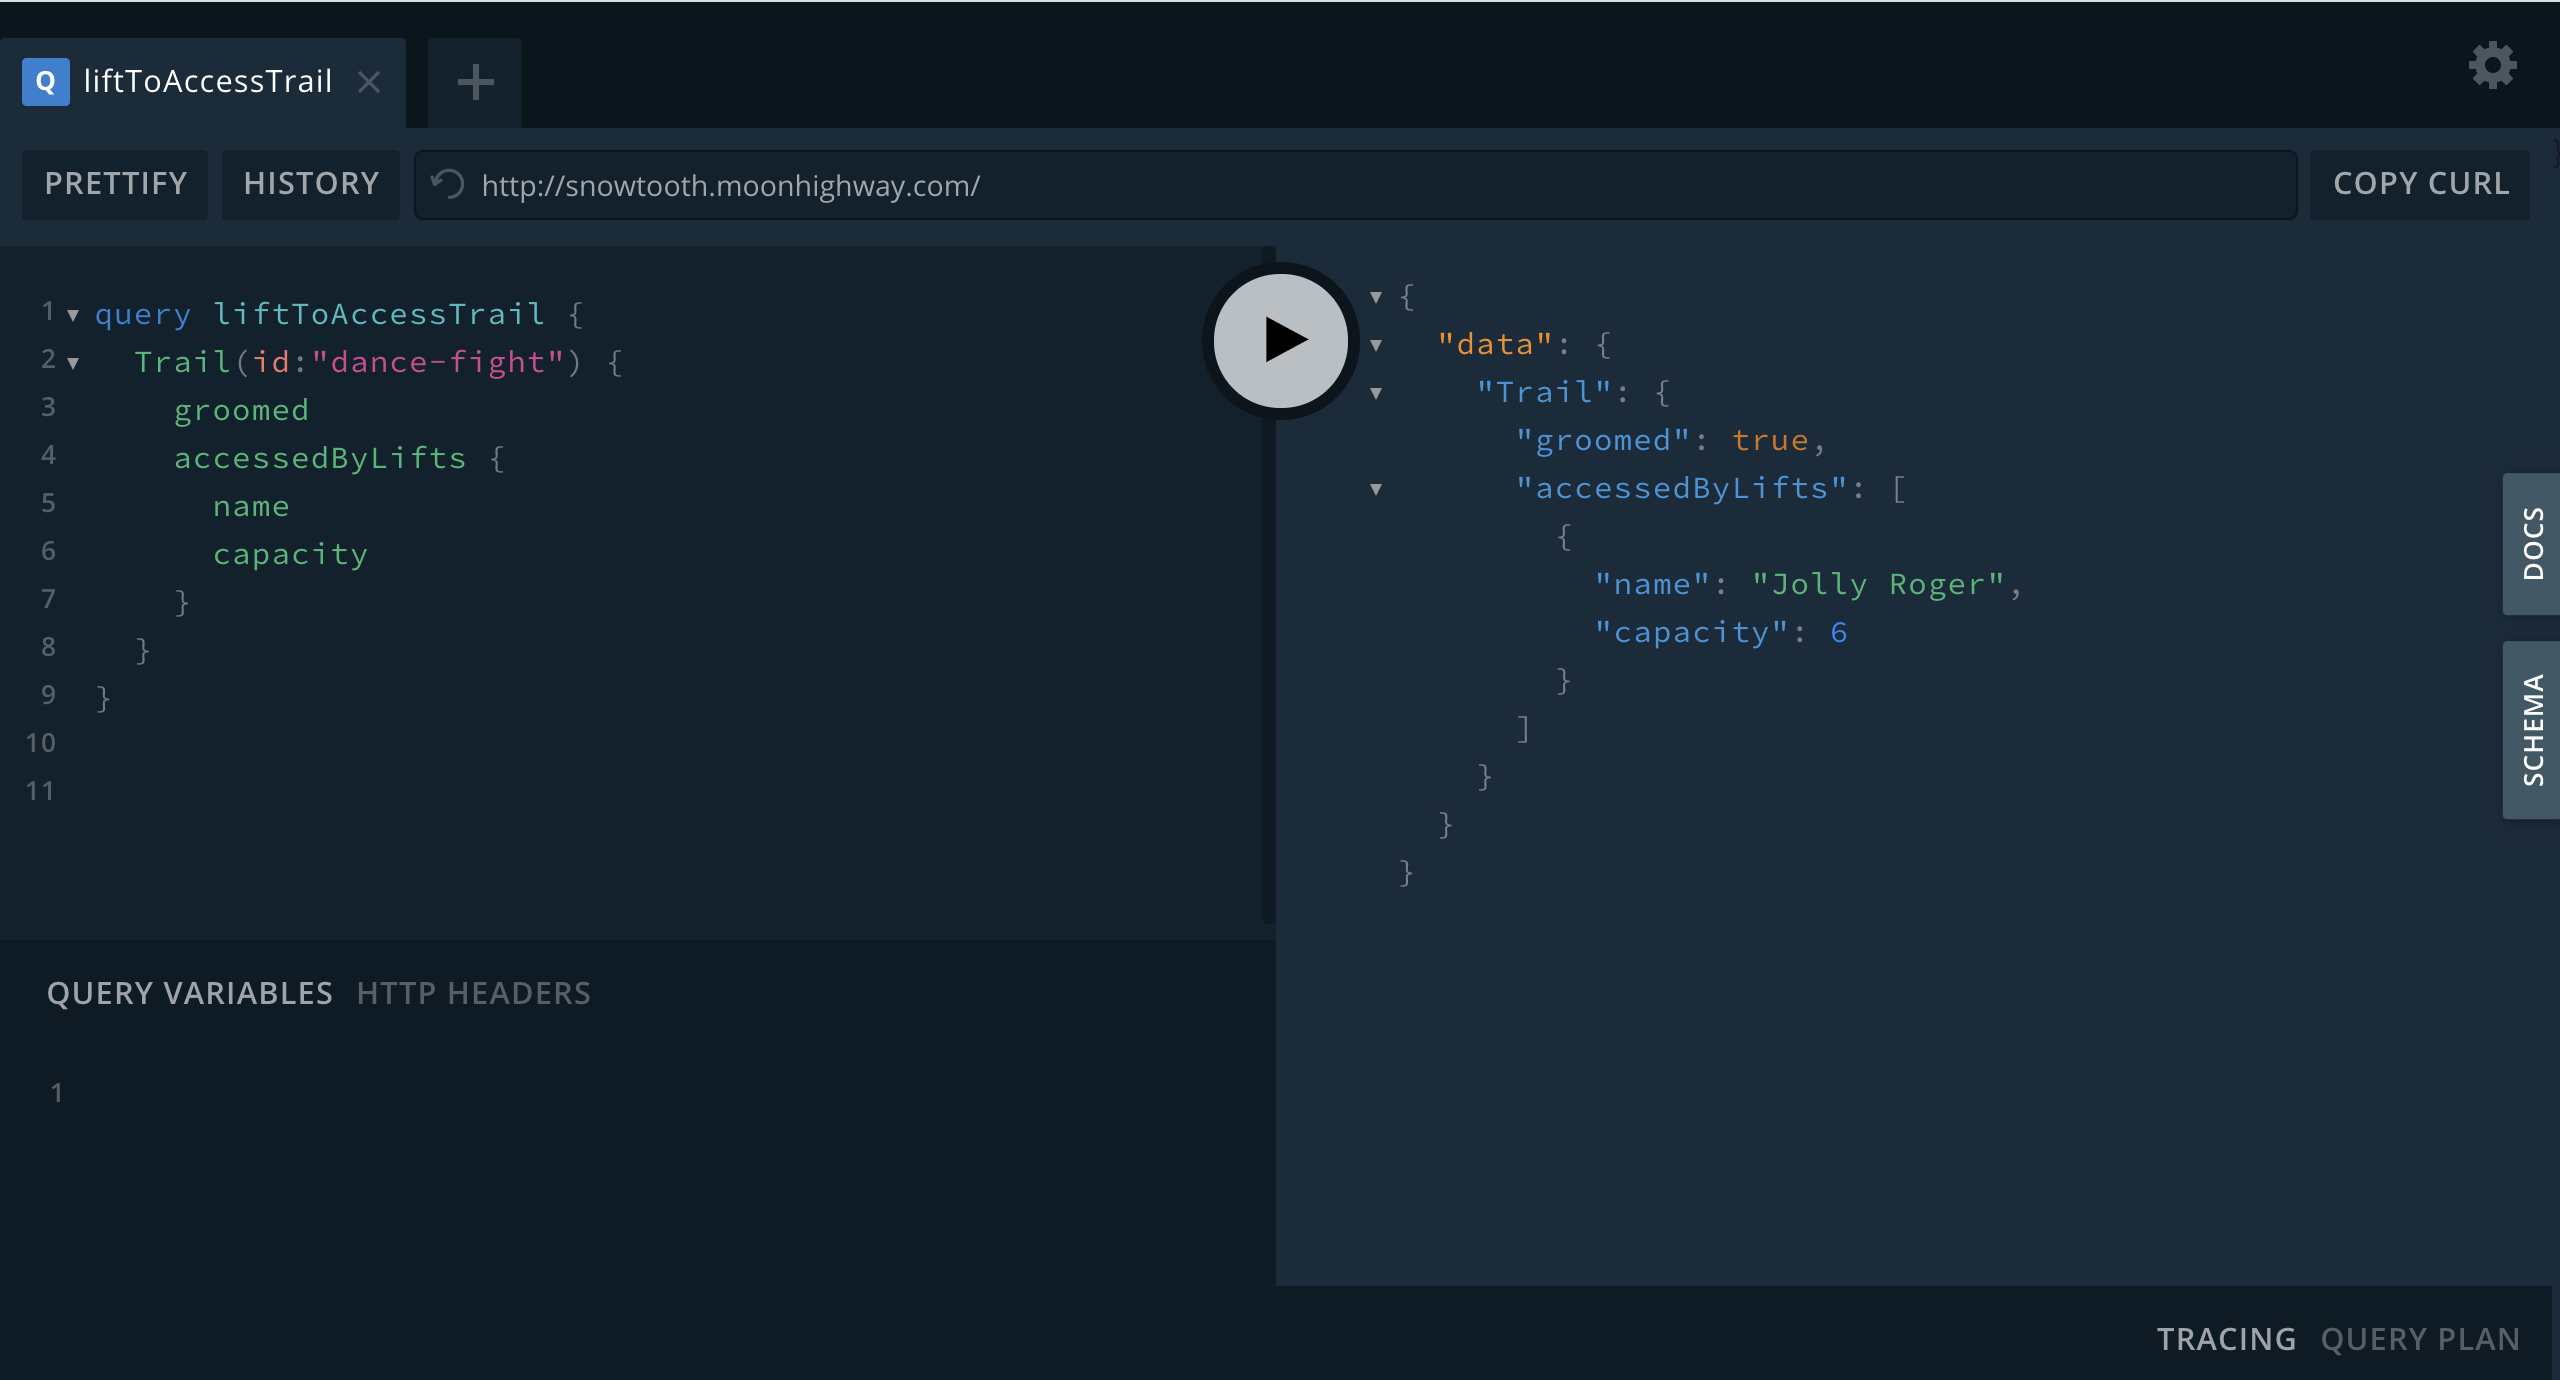 Q liftToAccessTrail
PRETTIFY HISTORY http://snowtooth.moonhighway.com/ COPY CURL
1 query liftToAccessTrail {
2 Trail(id:"dance-fight") {
3 groomed
4 accessedByLifts {
5 name
6 capacity
7 }
8 }
9 }
10
11
{
"data": {
"Trail": {
"groomed": true,
"accessedByLifts": [
{
"name": "Jolly Roger",
"capacity": 6
}
]
}
}
}
DOCS
SCHEMA
QUERY VARIABLES HTTP HEADERS
1
TRACING QUERY PLAN